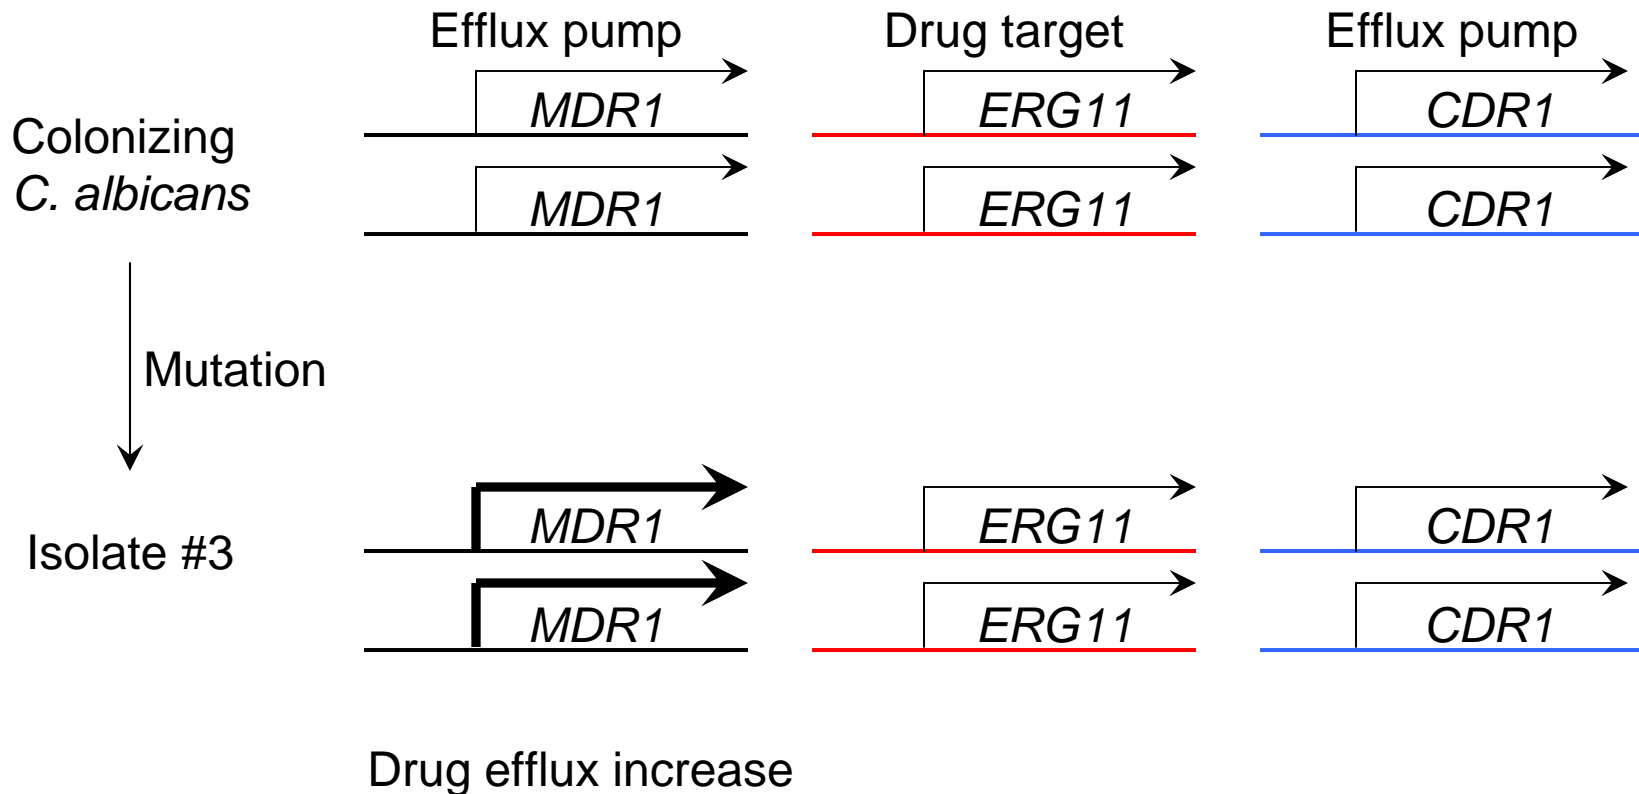 Efflux pump Drug target Efflux pump
MDR1 ERG11 CDR1
Colonizing
C. albicans
MDR1 ERG11 CDR1
Mutation
MDR1 ERG11 CDR1
Isolate #3
MDR1 ERG11 CDR1
Drug efflux increase